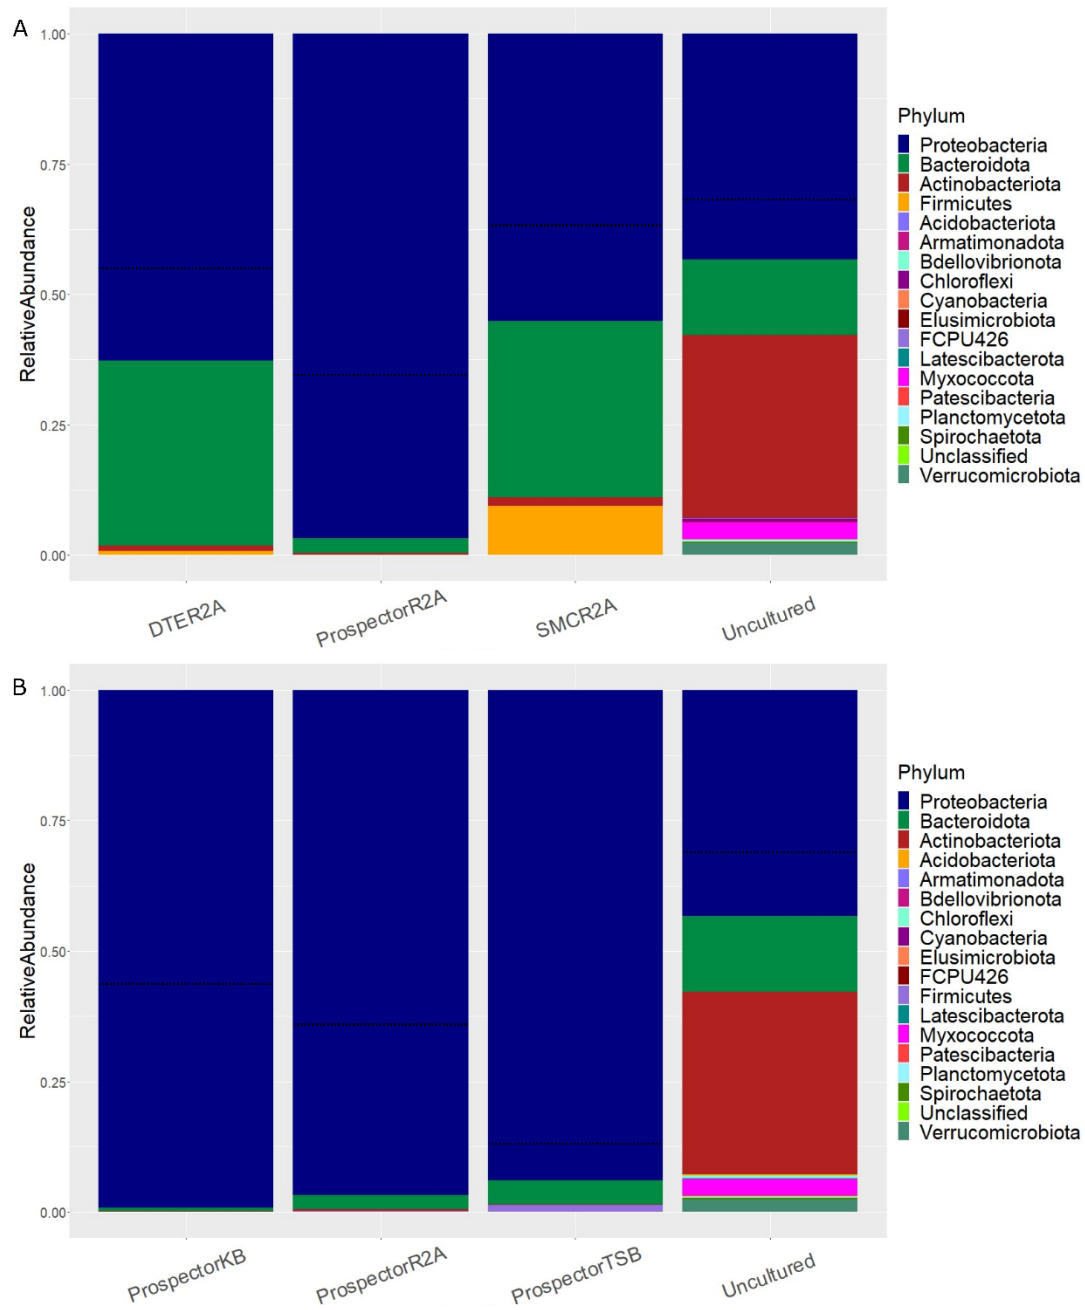 A
1.00
0.75
0.50
0.25
0.00
RelativeAbundance
DTER2A
ProspectorR2A
SMCR2A
Uncultured
Phylum
Proteobacteria
Bacteroidota
Actinobacteriota
Firmicutes
Acidobacteriota
Armatimonadota
Bdellovibrionota
Chloroflexi
Cyanobacteria
Elusimicrobiota
FCPU426
Latescibacterota
Myxococcota
Patescibacteria
Planctomycetota
Spirochaetota
Unclassified
Verrucomicrobiota
B
1.00
0.75
0.50
0.25
0.00
RelativeAbundance
ProspectorKB
ProspectorR2A
ProspectorTSB
Uncultured
Phylum
Proteobacteria
Bacteroidota
Actinobacteriota
Acidobacteriota
Armatimonadota
Bdellovibrionota
Chloroflexi
Cyanobacteria
Elusimicrobiota
FCPU426
Firmicutes
Latescibacterota
Myxococcota
Patescibacteria
Planctomycetota
Spirochaetota
Unclassified
Verrucomicrobiota